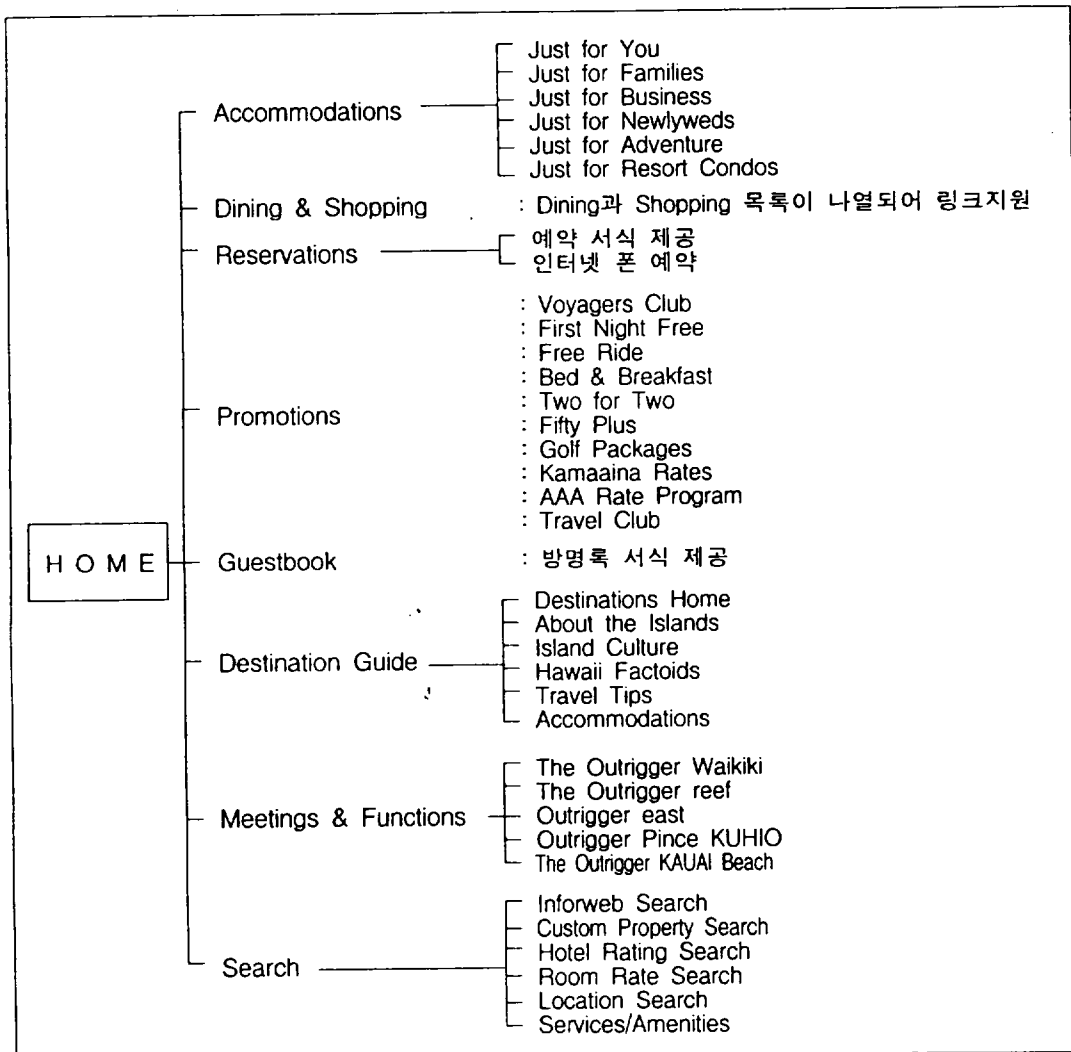 Just for You
Just for Families
Accommodations Just for Business
Just for Newlyweds
Just for Adventure
Just for Resort Condos
Dining & Shopping : Dining과 Shopping 목록이 나열되어 링크지원
Reservations 예약 서식 제공
인터넷 폰 예약
: Voyagers Club
: First Night Free
: Free Ride
: Bed & Breakfast
Promotions : Two for Two
: Fifty Plus
: Golf Packages
: Kamaaina Rates
: AAA Rate Program
: Travel Club
HOME Guestbook : 방명록 서식 제공
Destinations Home
About the Islands
Island Culture
Destination Guide Hawaii Factoids
Travel Tips
Accommodations
The Outrigger Waikiki
The Outrigger reef
Meetings & Functions Outrigger east
Outrigger Pince KUHIO
The Outrigger KAUAI Beach
Inforweb Search
Custom Property Search
Hotel Rating Search
Search Room Rate Search
Location Search
Services/Amenities